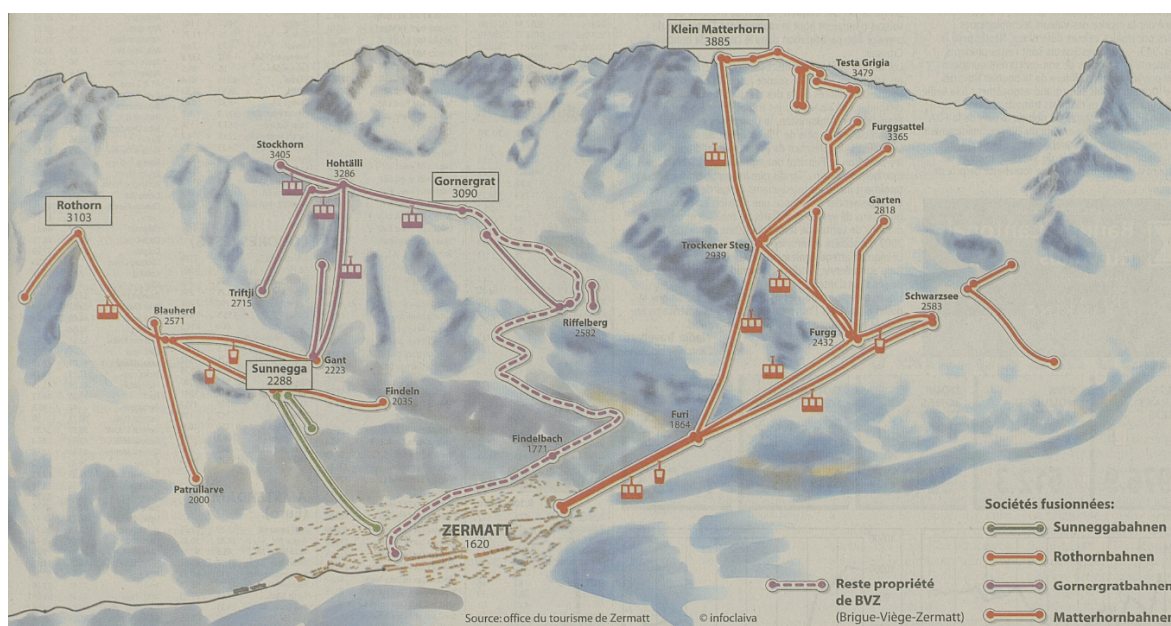 Klein Matterhorn
3885
Testa Grigia
3479
Furggsattel
3365
Stockhorn
3405
Hohtälli
3286
Gornergrat
3090
Rothorn
3103
Garten
2818
Trockener Steg
2939
Triftji
2715
Schwarzsee
2583
Blauherd
2571
Riffelberg
2582
Furgg
2432
Gant
2223
Sunnegga
2288
Findeln
2035
Furi
1864
Findelbach
1771
Patrullarve
2000
ZERMATT
1620
Sociétés fusionnées:
Sunneggabahnen
Rothornbahnen
Gornergratbahnen
Matterhornbahnen
Reste propriété
de BVZ
(Brigue-Viège-Zermatt)
Source: office du tourisme de Zermatt © infoclaiva